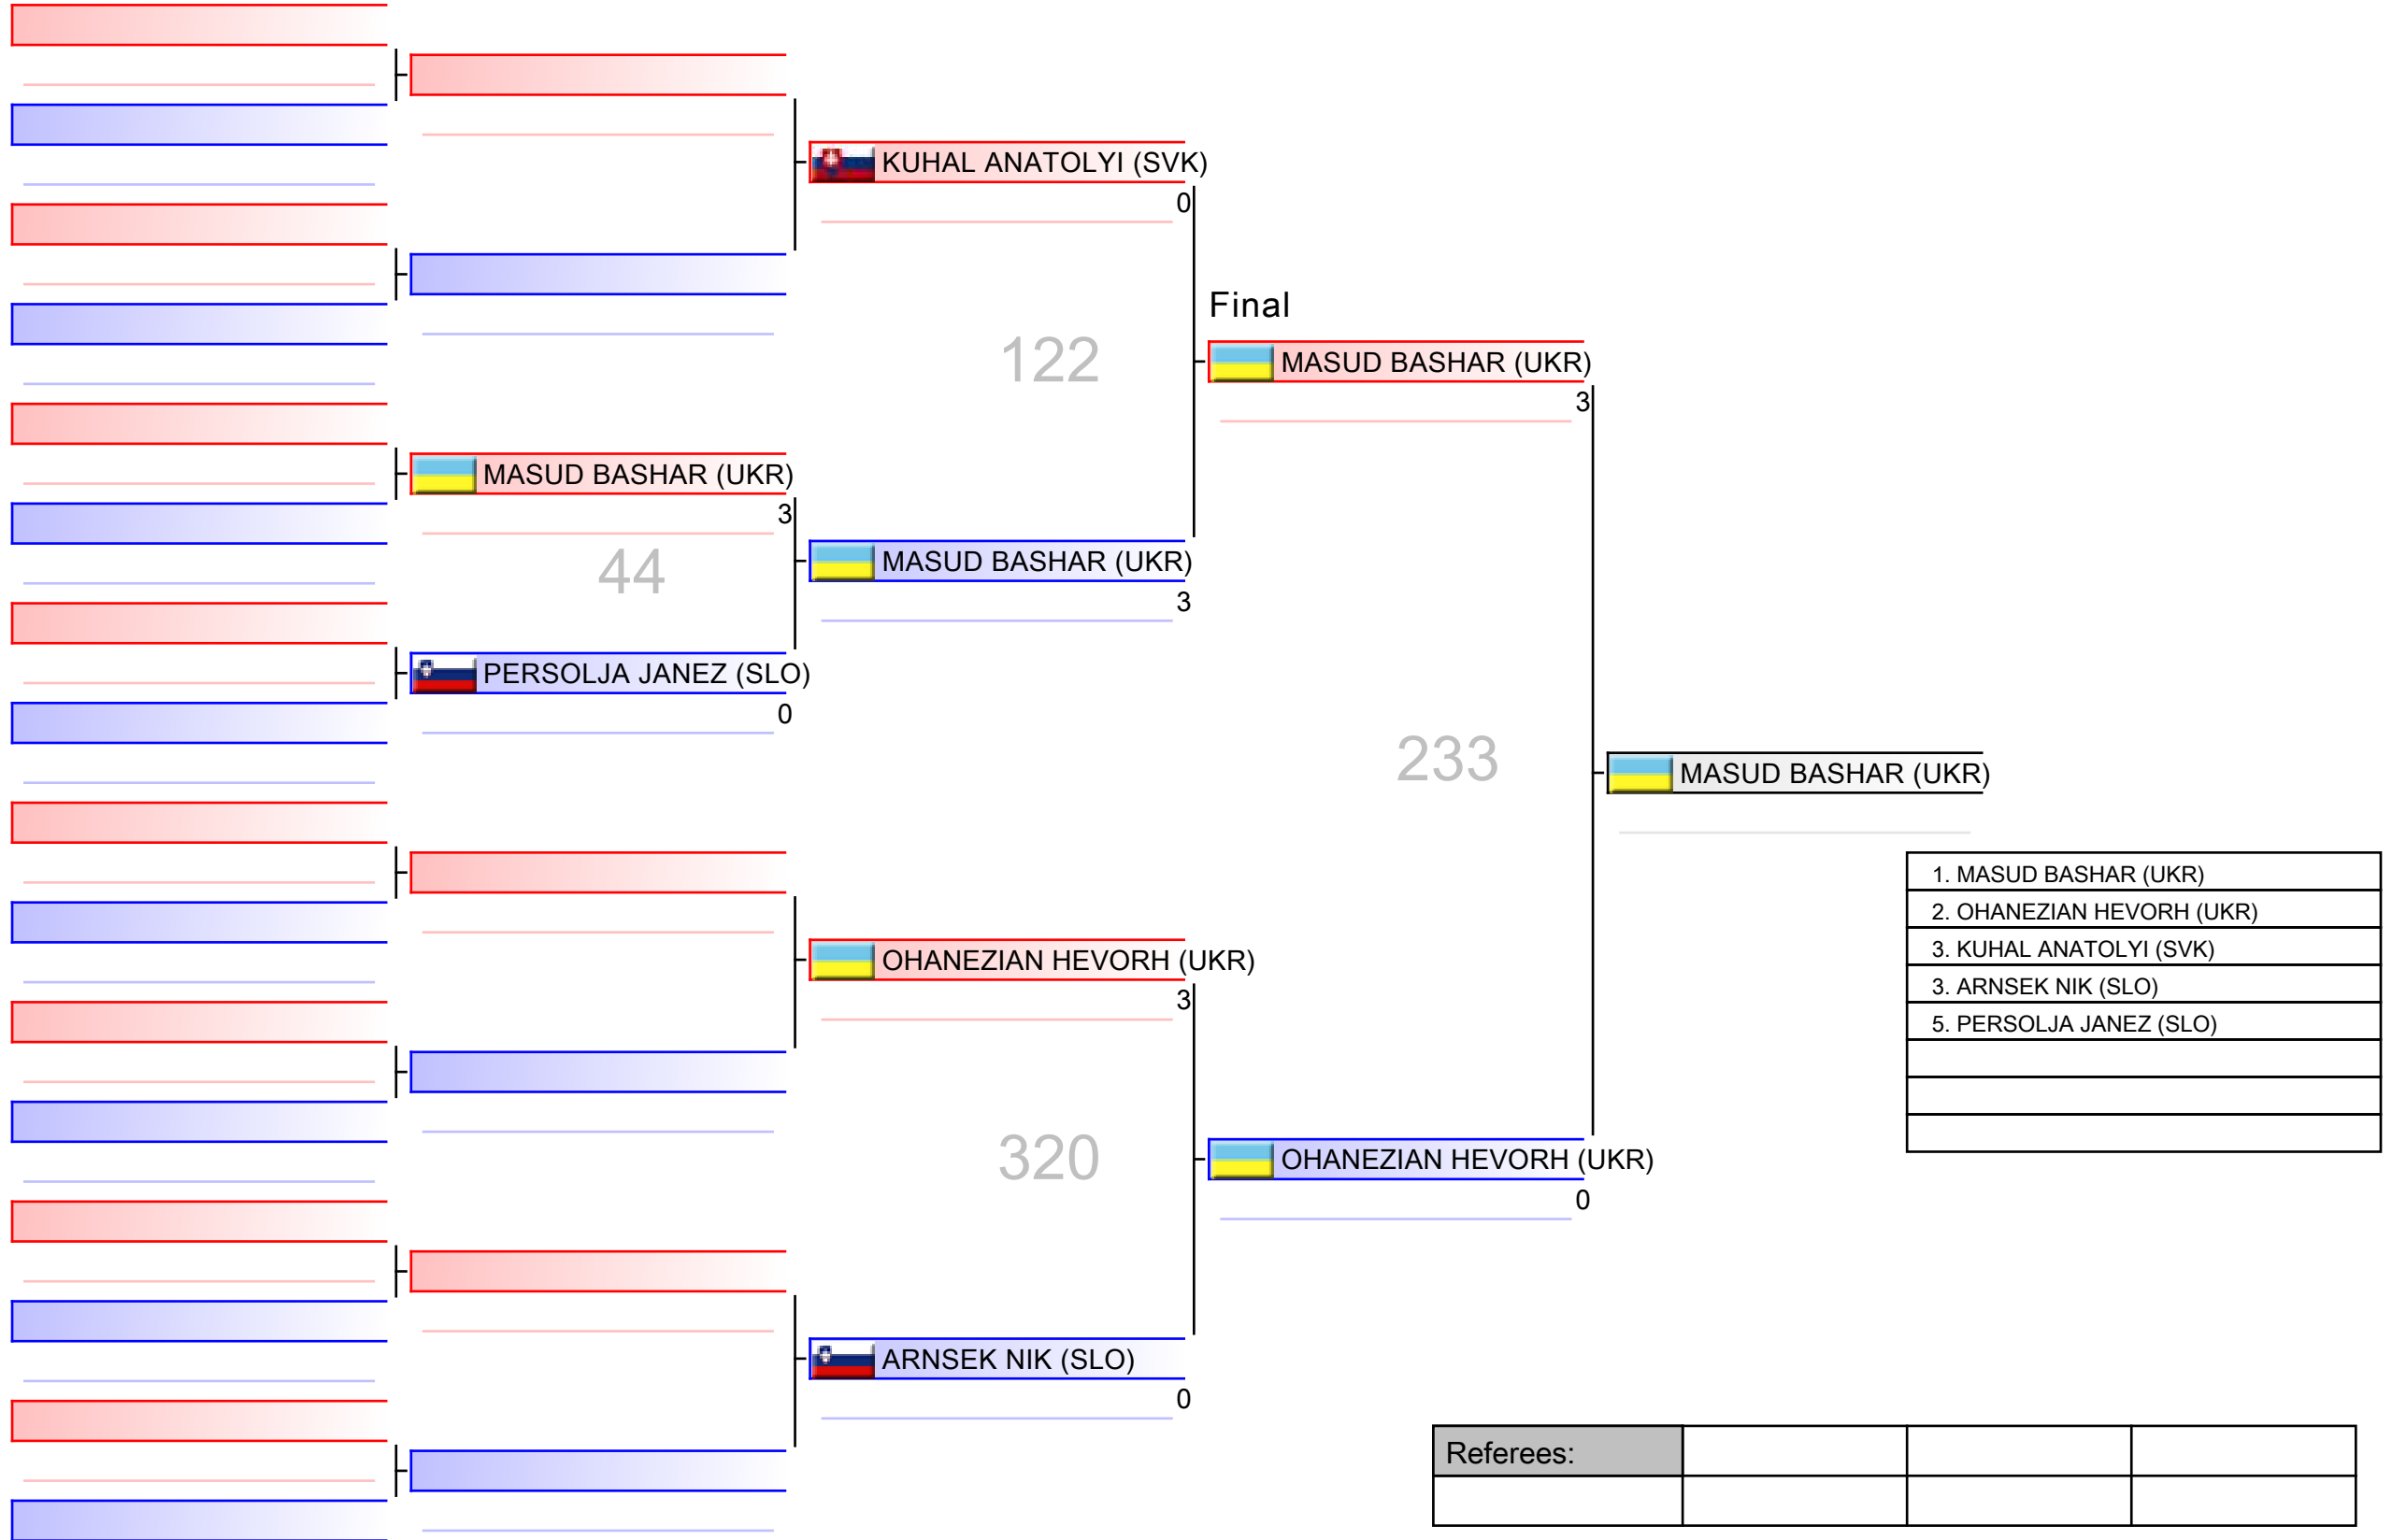 KUHAL ANATOLYI (SVK)
0
Final
122
MASUD BASHAR (UKR)
3
MASUD BASHAR (UKR)
3
44
MASUD BASHAR (UKR)
3
PERSOLJA JANEZ (SLO)
0
233
MASUD BASHAR (UKR)
1. MASUD BASHAR (UKR)
2. OHANEZIAN HEVORH (UKR)
3. KUHAL ANATOLYI (SVK)
3. ARNSEK NIK (SLO)
5. PERSOLJA JANEZ (SLO)
OHANEZIAN HEVORH (UKR)
3
320
OHANEZIAN HEVORH (UKR)
0
ARNSEK NIK (SLO)
0
Referees: